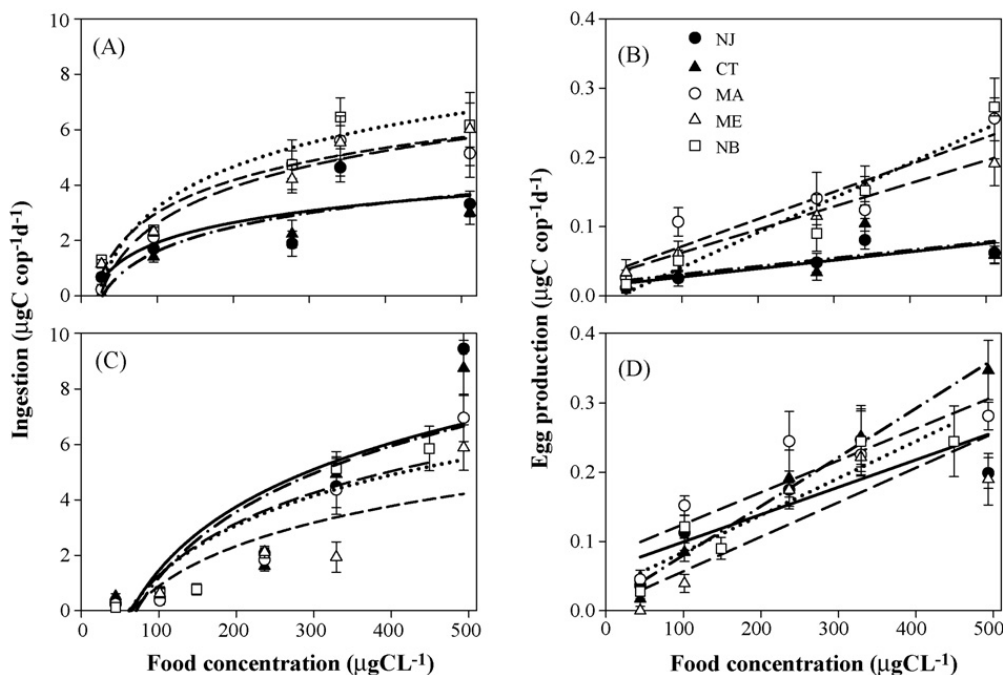 (A)
10
8
6
4
2
0
(B)
NJ
CT
MA
ME
NB
0.4
0.3
0.2
0.1
0.0
Ingestion (μgC cop⁻¹d⁻¹)
Egg production (μgC cop⁻¹d⁻¹)
(C)
10
8
6
4
2
0
0 100 200 300 400 500
Food concentration (μgCL⁻¹)
(D)
0.4
0.3
0.2
0.1
0.0
0 100 200 300 400 500
Food concentration (μgCL⁻¹)